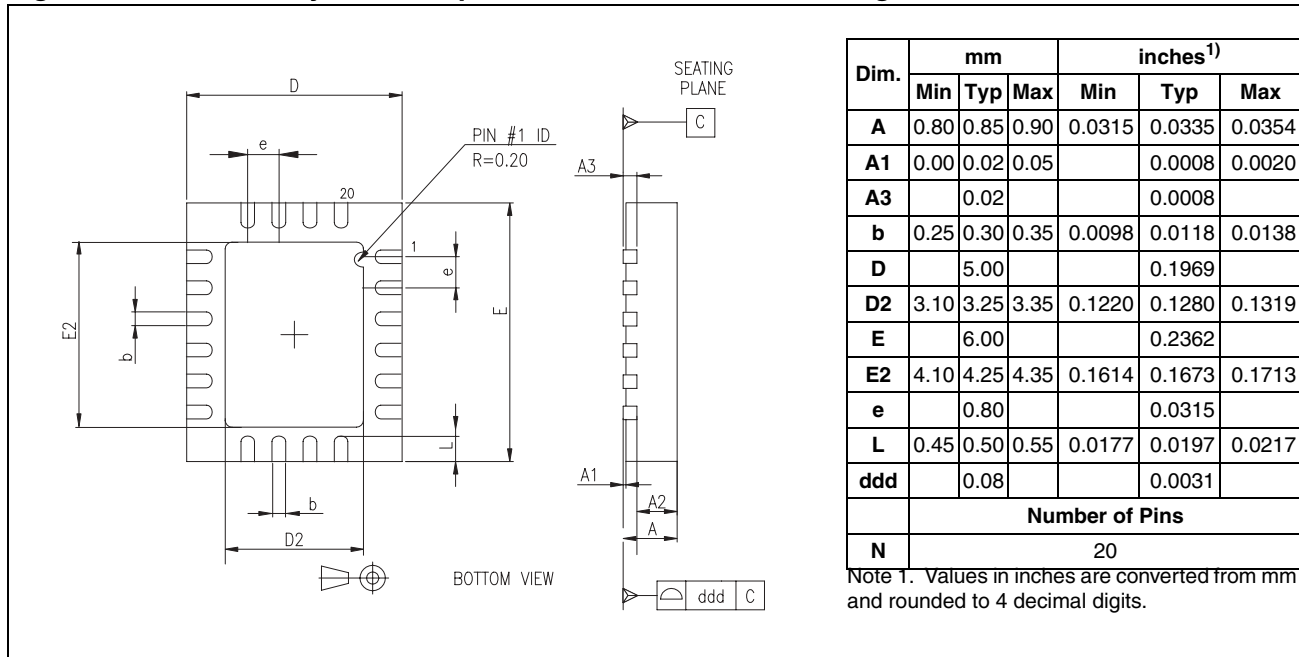 D
SEATING
PLANE
C
e
PIN #1 ID
R=0.20
A3
20
1
e
E2
b
E
L
A1
A2
A
b
D2
BOTTOM VIEW
ddd C
Dim. mm inches1)
Min Typ Max Min Typ Max
A 0.80 0.85 0.90 0.0315 0.0335 0.0354
A1 0.00 0.02 0.05 0.0008 0.0020
A3 0.02 0.0008
b 0.25 0.30 0.35 0.0098 0.0118 0.0138
D 5.00 0.1969
D2 3.10 3.25 3.35 0.1220 0.1280 0.1319
E 6.00 0.2362
E2 4.10 4.25 4.35 0.1614 0.1673 0.1713
e 0.80 0.0315
L 0.45 0.50 0.55 0.0177 0.0197 0.0217
ddd 0.08 0.0031
Number of Pins
N 20
Note 1. Values in inches are converted from mm
and rounded to 4 decimal digits.